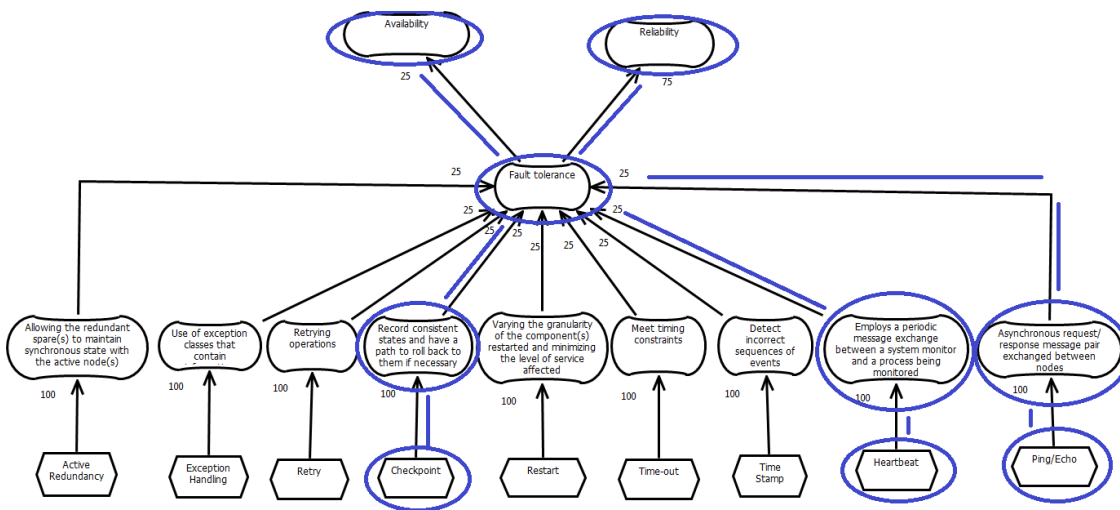 Availability
Reliability
25
75
Fault tolerance
25
25
25
25
25
25
25
25
25
Allowing the redundant
spare(s) to maintain
synchronous state with
the active node(s)
Use of exception
classes that
contain
Retrying
operations
Record consistent
states and have a
path to roll back to
them if necessary
Varying the granularity
of the component(s)
restarted and minimizing
the level of service
affected
Meet timing
constraints
Detect
incorrect
sequences of
events
Employs a periodic
message exchange
between a system monitor
and a process being
monitored
Asynchronous request/
response message pair
exchanged between
nodes
100
100
100
100
100
100
100
100
100
Active
Redundancy
Exception
Handling
Retry
Checkpoint
Restart
Time-out
Time
Stamp
Heartbeat
Ping/Echo